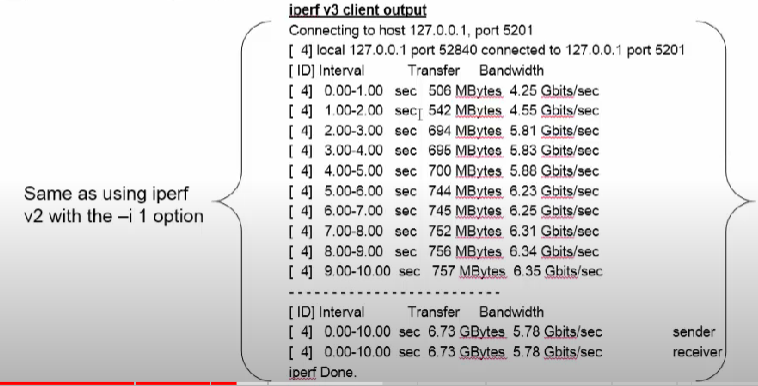 iperf v3 client output
Connecting to host 127.0.0.1, port 5201
[ 4] local 127.0.0.1 port 52840 connected to 127.0.0.1 port 5201
[ ID] Interval Transfer Bandwidth
[ 4] 0.00-1.00 sec 506 MBytes 4.25 Gbits/sec
[ 4] 1.00-2.00 sec 542 MBytes 4.55 Gbits/sec
[ 4] 2.00-3.00 sec 694 MBytes 5.81 Gbits/sec
[ 4] 3.00-4.00 sec 695 MBytes 5.83 Gbits/sec
[ 4] 4.00-5.00 sec 700 MBytes 5.88 Gbits/sec
[ 4] 5.00-6.00 sec 744 MBytes 6.23 Gbits/sec
[ 4] 6.00-7.00 sec 745 MBytes 6.25 Gbits/sec
[ 4] 7.00-8.00 sec 752 MBytes 6.31 Gbits/sec
[ 4] 8.00-9.00 sec 756 MBytes 6.34 Gbits/sec
[ 4] 9.00-10.00 sec 757 MBytes 6.35 Gbits/sec
- - - - - - - - - - - - - - - - - - - - - - - - -
[ ID] Interval Transfer Bandwidth
[ 4] 0.00-10.00 sec 6.73 GBytes 5.78 Gbits/sec sender
[ 4] 0.00-10.00 sec 6.73 GBytes 5.78 Gbits/sec receiver
iperf Done.
Same as using iperf
v2 with the –i 1 option